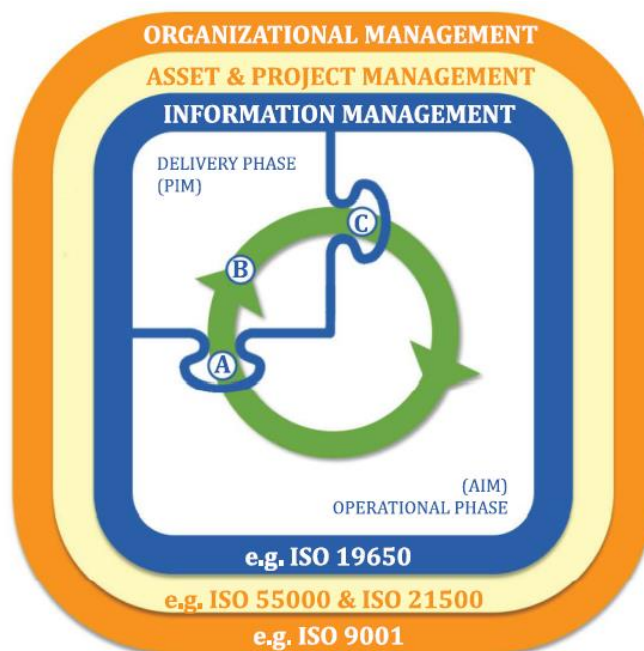 ORGANIZATIONAL MANAGEMENT
ASSET & PROJECT MANAGEMENT
INFORMATION MANAGEMENT
DELIVERY PHASE
(PIM)
C
B
A
(AIM)
OPERATIONAL PHASE
e.g. ISO 19650
e.g. ISO 55000 & ISO 21500
e.g. ISO 9001